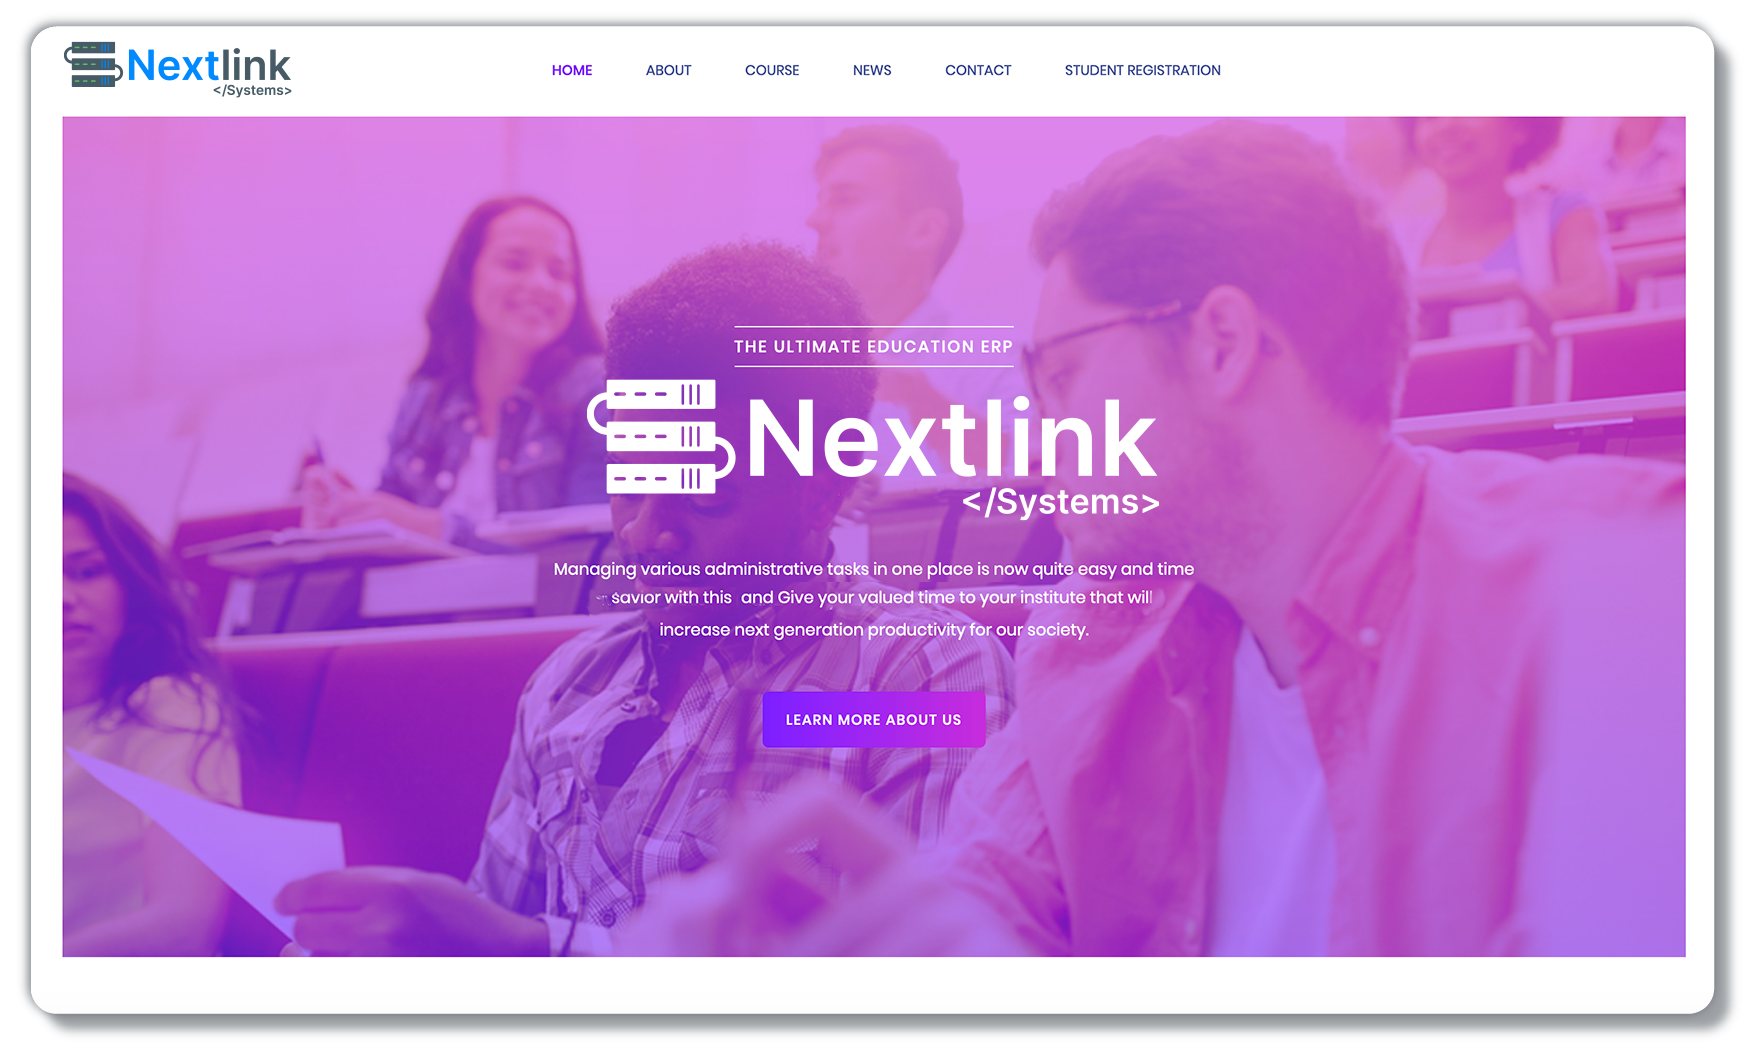 Nextlink
</Systems>
HOME ABOUT COURSE NEWS CONTACT STUDENT REGISTRATION
THE ULTIMATE EDUCATION ERP
Nextlink
</Systems>
Managing various administrative tasks in one place is now quite easy and time
savior with this and Give your valued time to your institute that will
increase next generation productivity for our society.
LEARN MORE ABOUT US